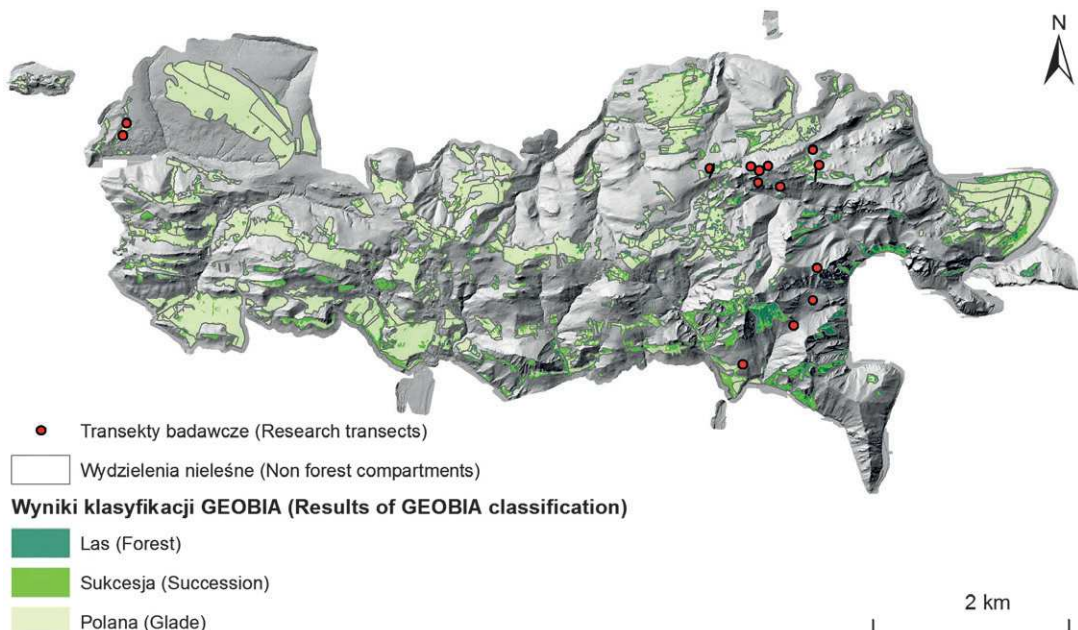 N
Transekty badawcze (Research transects)
Wydzielenia nieleśne (Non forest compartments)
Wyniki klasyfikacji GEOBIA (Results of GEOBIA classification)
Las (Forest)
Sukcesja (Succession)
Polana (Glade)
2 km